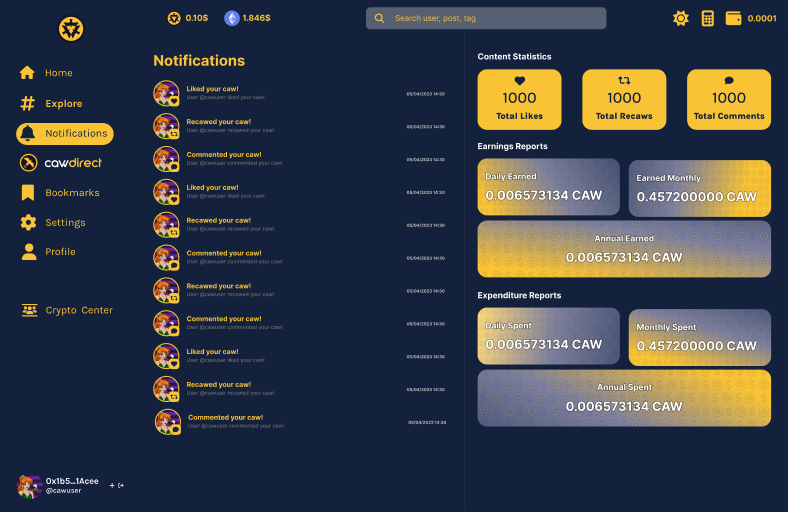 0.10$
1.846$
Search user, post, tag
0.0001
Home
Explore
Notifications
cawdirect
Bookmarks
Settings
Profile
Crypto Center
0x1b5...1Acee
@cawuser
Notifications
Liked your caw!
User @cawuser liked your caw!
05/04/2023 14:30
Recawed your caw!
User @cawuser recawed your caw!
05/04/2023 14:30
Commented your caw!
User @cawuser commented your caw!
05/04/2023 14:30
Liked your caw!
User @cawuser liked your caw!
05/04/2023 14:30
Recawed your caw!
User @cawuser recawed your caw!
05/04/2023 14:30
Commented your caw!
User @cawuser commented your caw!
05/04/2023 14:30
Recawed your caw!
User @cawuser recawed your caw!
05/04/2023 14:30
Commented your caw!
User @cawuser commented your caw!
05/04/2023 14:30
Liked your caw!
User @cawuser liked your caw!
05/04/2023 14:30
Recawed your caw!
User @cawuser recawed your caw!
05/04/2023 14:30
Commented your caw!
User @cawuser commented your caw!
05/04/2023 14:30
Content Statistics
1000
Total Likes
1000
Total Recaws
1000
Total Comments
Earnings Reports
Daily Earned
0.006573134 CAW
Earned Monthly
0.457200000 CAW
Annual Earned
0.006573134 CAW
Expenditure Reports
Daily Spent
0.006573134 CAW
Monthly Spent
0.457200000 CAW
Annual Spent
0.006573134 CAW